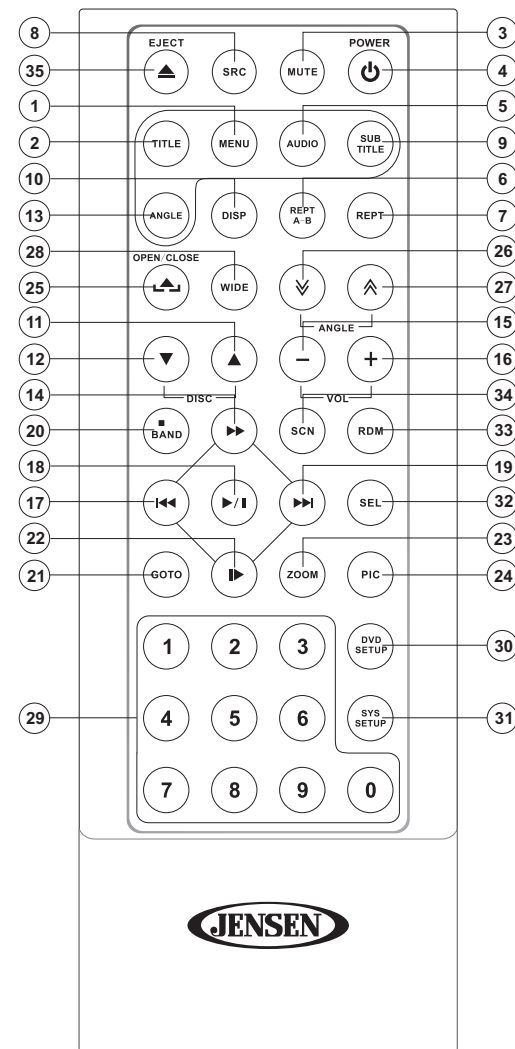 8 3
EJECT POWER
35 SRC MUTE 4
1 5
2 TITLE MENU AUDIO SUB TITLE 9
10 6
13 ANGLE DISP REPT A-B REPT 7
28 OPEN/CLOSE 26
25 WIDE 27
11 ANGLE 15
12 − + 16
14 DISC VOL 34
20 BAND SCN RDM 33
18 19
17 SEL 32
22 23
21 GOTO ZOOM PIC 24
1 2 3 DVD SETUP 30
29 4 5 6 SYS SETUP 31
7 8 9 0
JENSEN